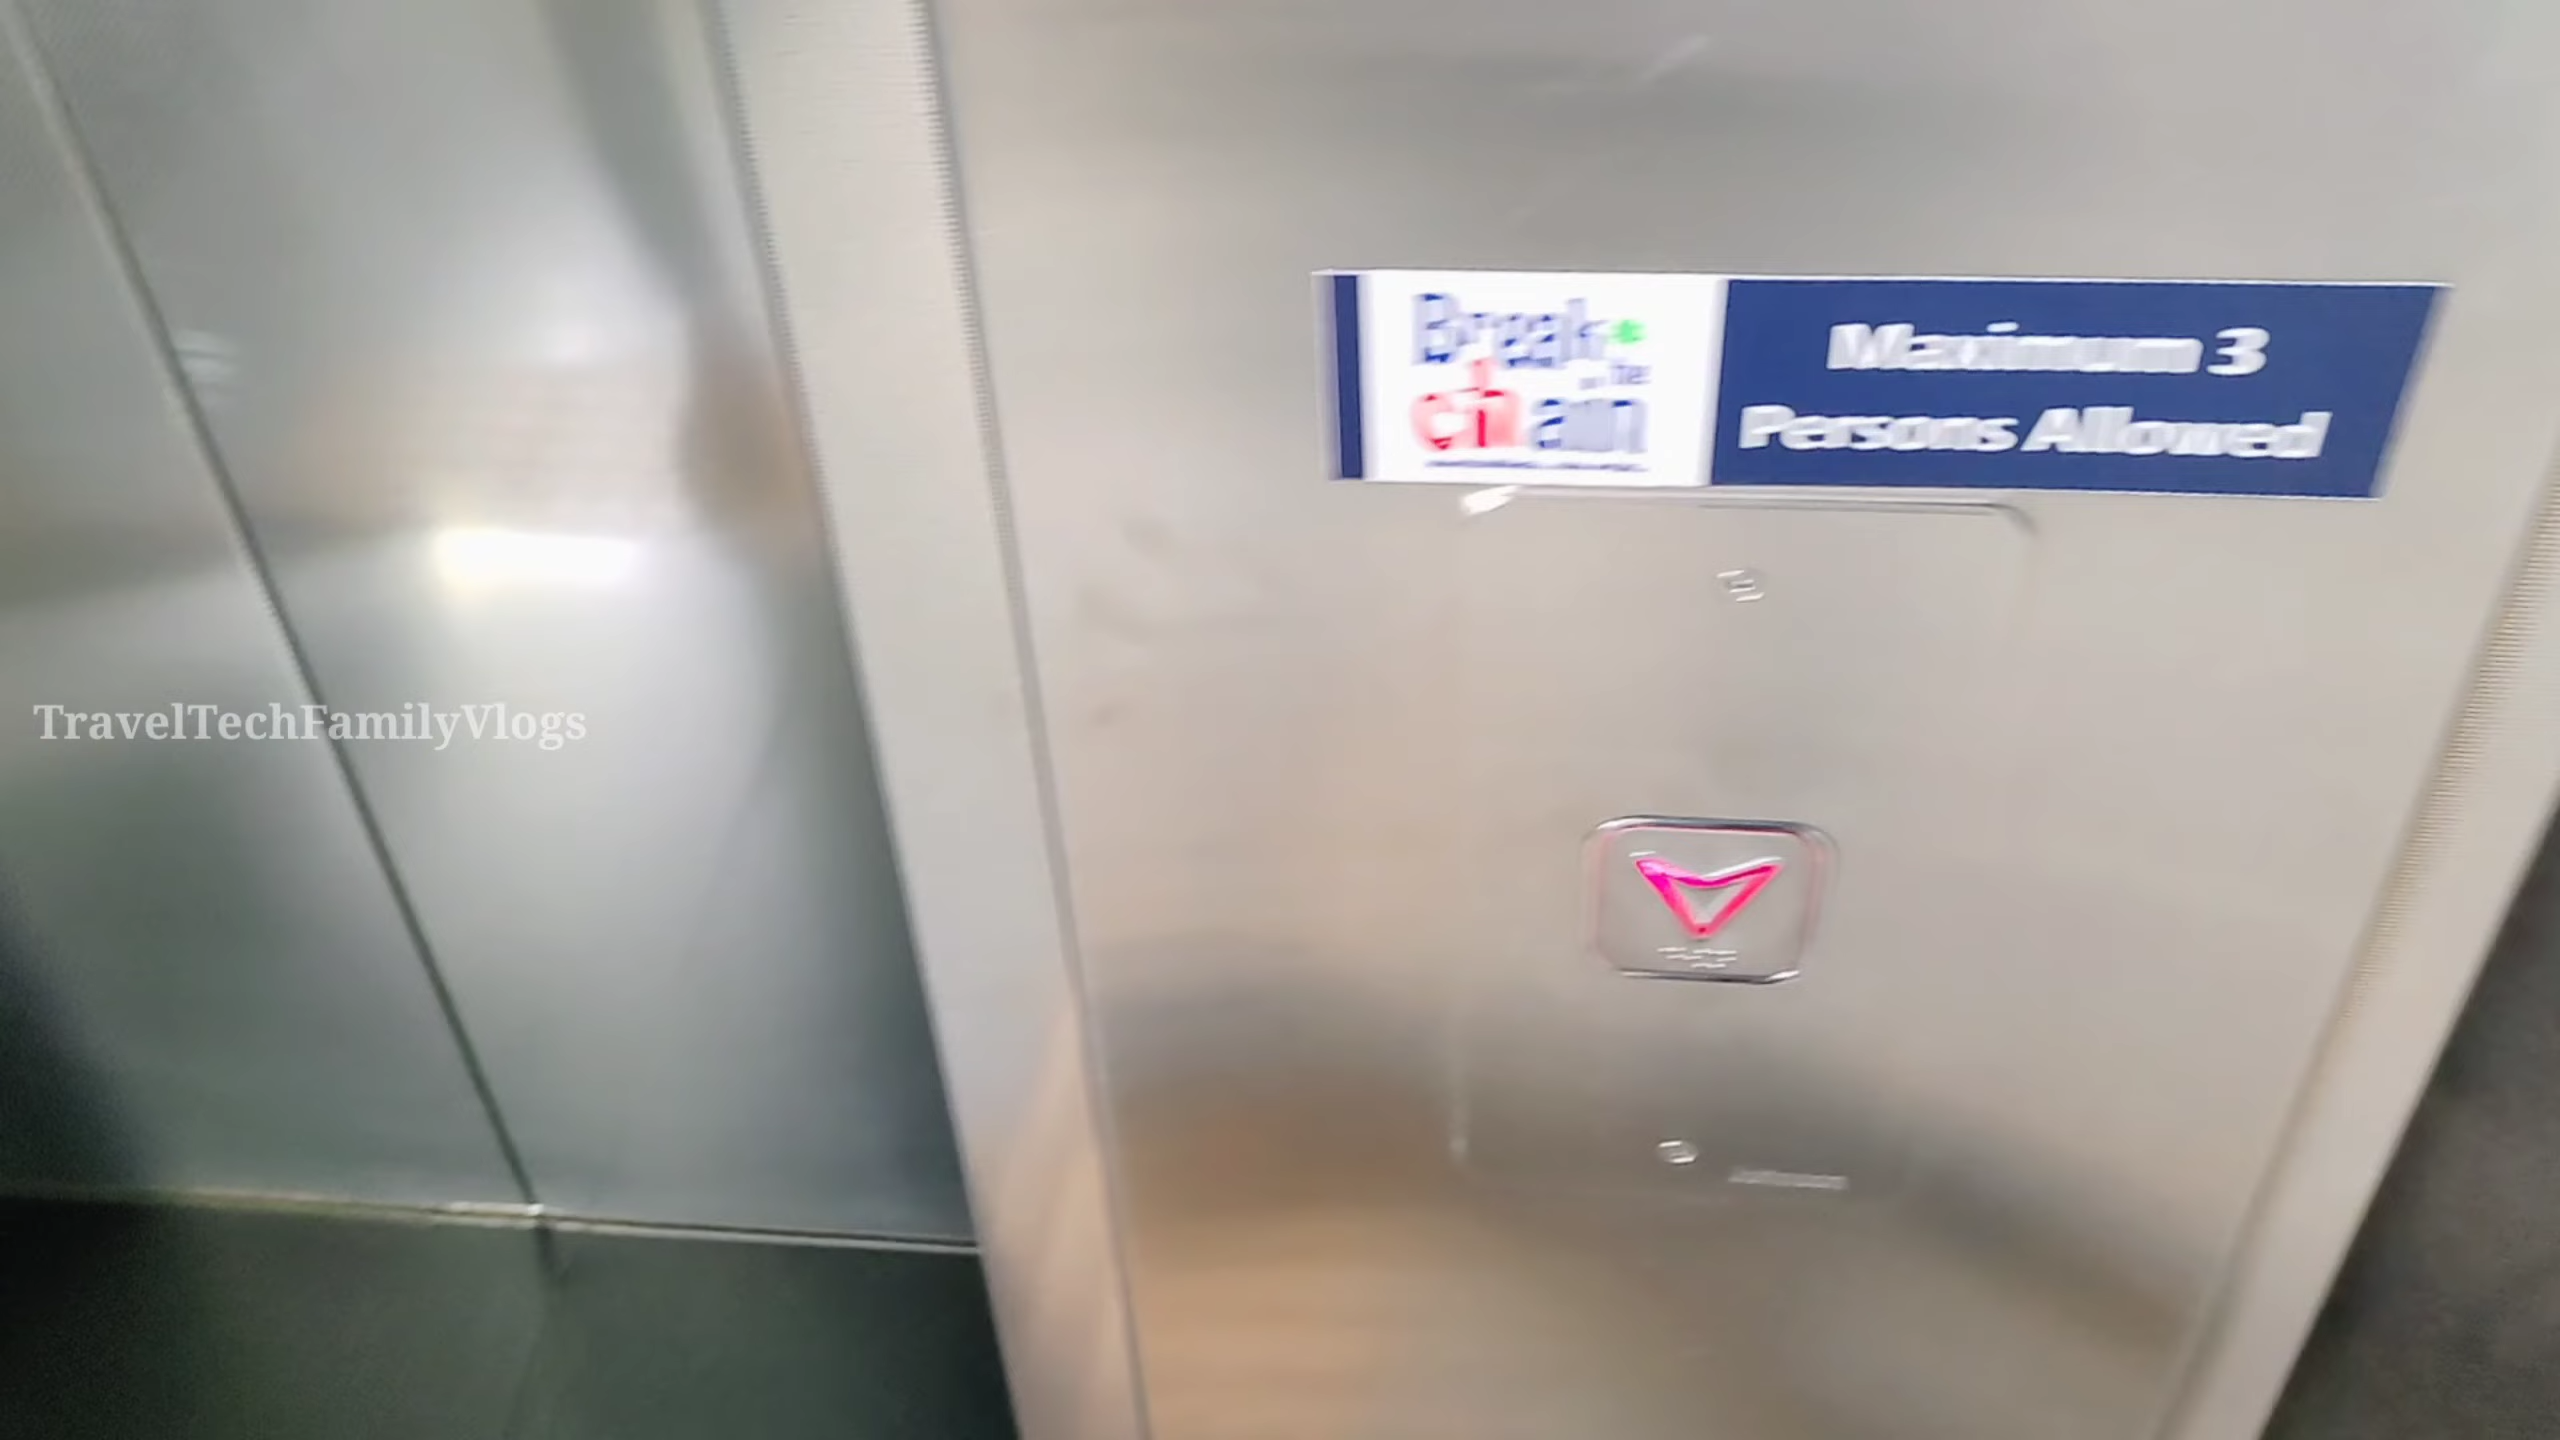 Break
the
chain
Maximum 3
Persons Allowed
TravelTechFamilyVlogs